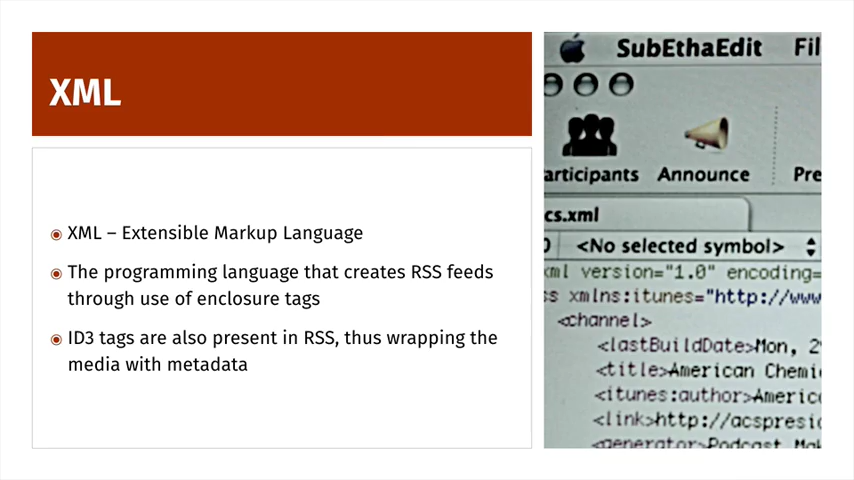 XML
XML – Extensible Markup Language
The programming language that creates RSS feeds
through use of enclosure tags
ID3 tags are also present in RSS, thus wrapping the
media with metadata
SubEthaEdit Fil
articipants Announce Pre
cs.xml
<No selected symbol>
xml version="1.0" encoding=
ss xmlns:itunes="http://www
<channel>
<lastBuildDate>Mon, 2
<title>American Chemi
<itunes:author>Americ
<link>http://acspresi
<generator>Podcast Mak